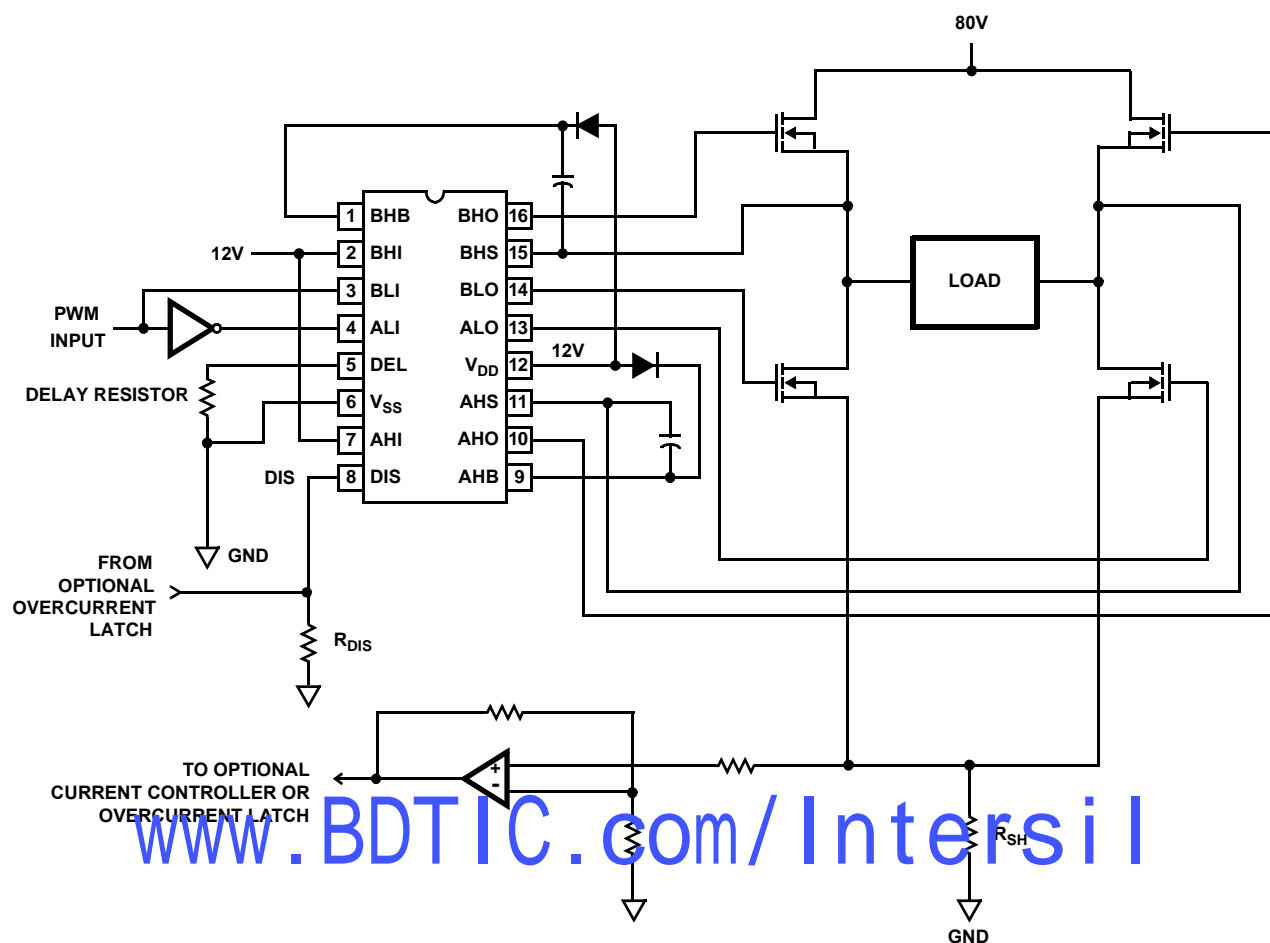 80V
1 BHB BHO 16
12V 2 BHI BHS 15
3 BLI BLO 14
LOAD
PWM
INPUT
4 ALI ALO 13
12V
5 DEL VDD 12
DELAY RESISTOR
6 VSS AHS 11
7 AHI AHO 10
DIS 8 DIS AHB 9
GND
FROM
OPTIONAL
OVERCURRENT
LATCH
RDIS
+
-
TO OPTIONAL
CURRENT CONTROLLER OR
OVERCURRENT LATCH
www.BDTIC.com/Intersil
RSH
GND